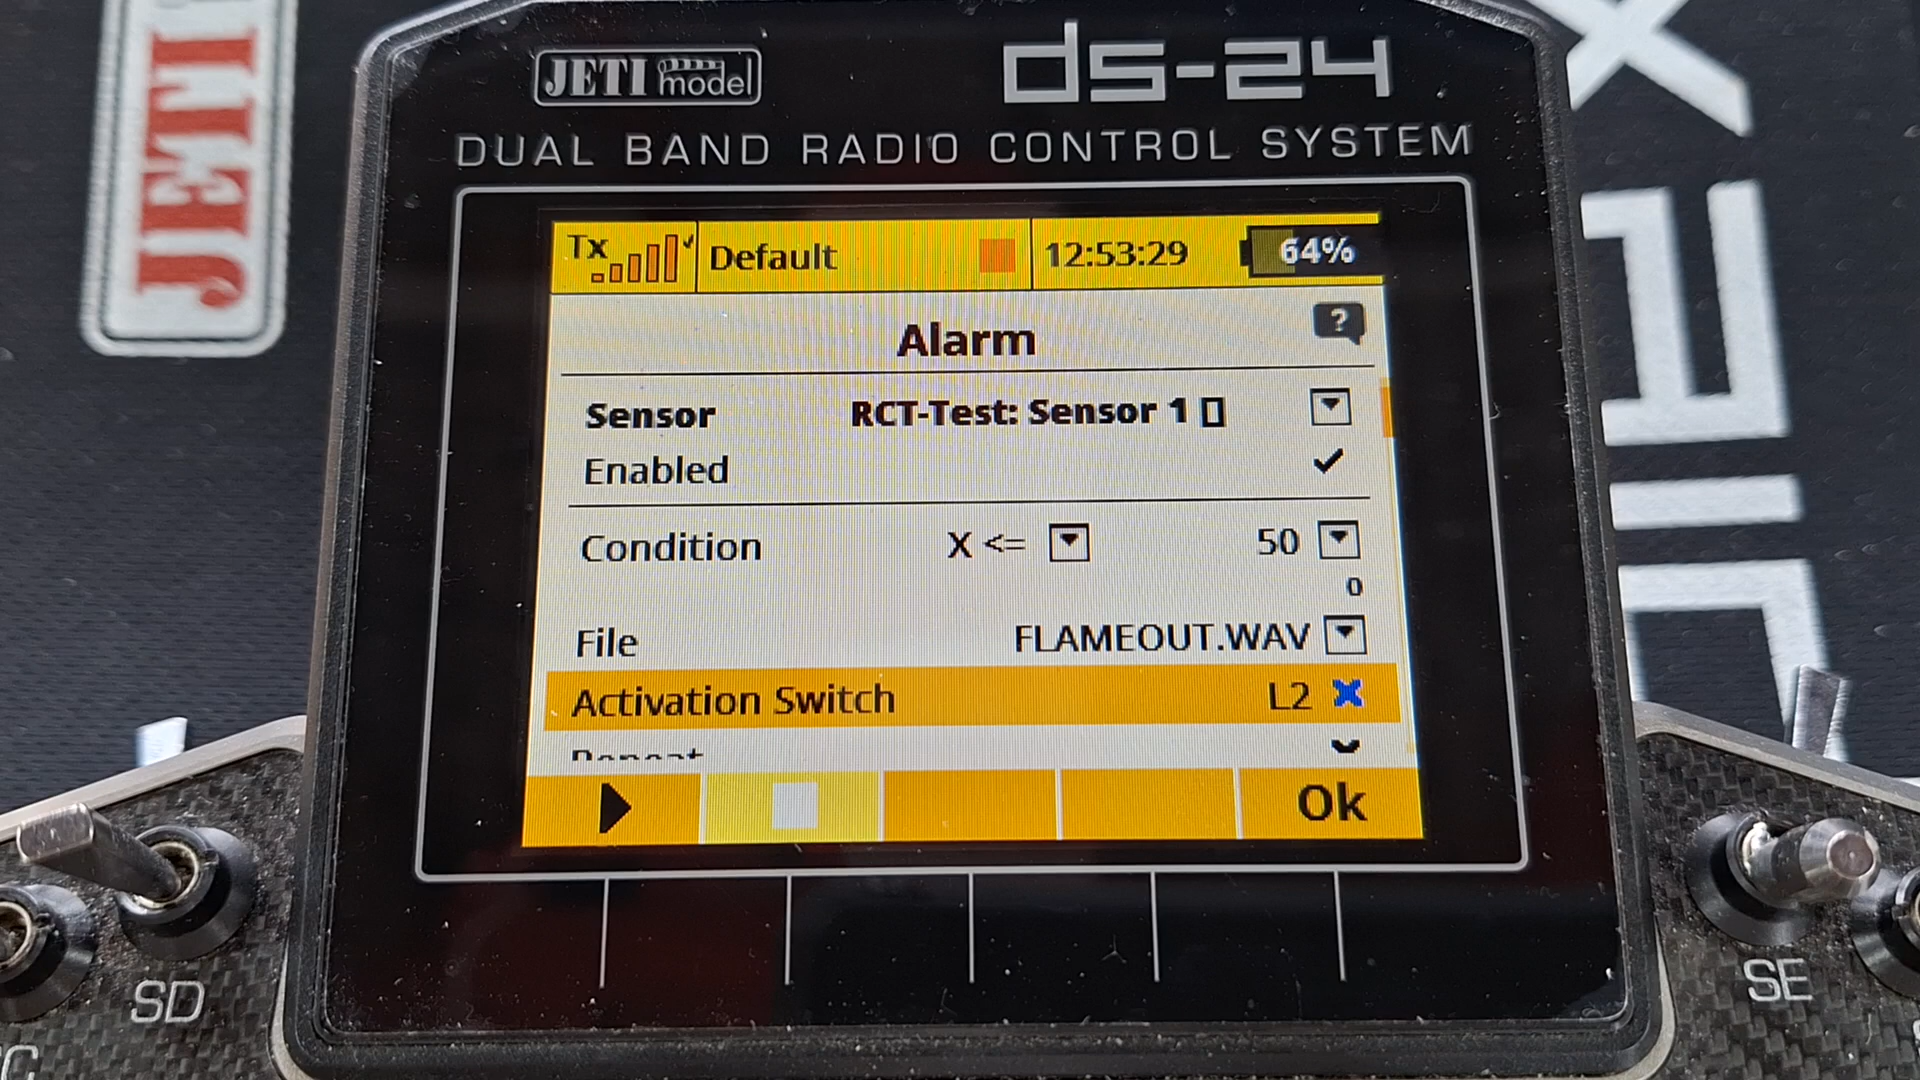 JETI model
ds-24
DUAL BAND RADIO CONTROL SYSTEM
JETI
Tx
Default
12:53:29
64%
Alarm
?
Sensor RCT-Test: Sensor 1
Enabled
Condition X <= 50
0
File FLAMEOUT.WAV
Activation Switch L2
Ok
SD
SE